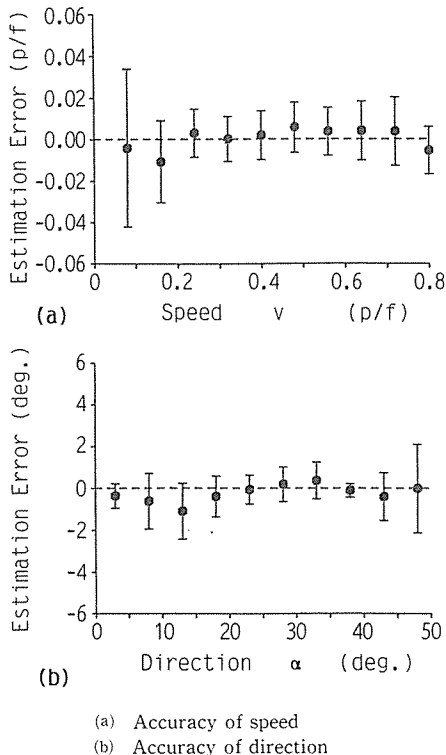 Estimation Error (p/f)
0.06
0.04
0.02
0.00
-0.02
-0.04
-0.06
0 0.2 0.4 0.6 0.8
(a) Speed v (p/f)
Estimation Error (deg.)
6
4
2
0
-2
-4
-6
0 10 20 30 40 50
(b) Direction α (deg.)
(a) Accuracy of speed
(b) Accuracy of direction